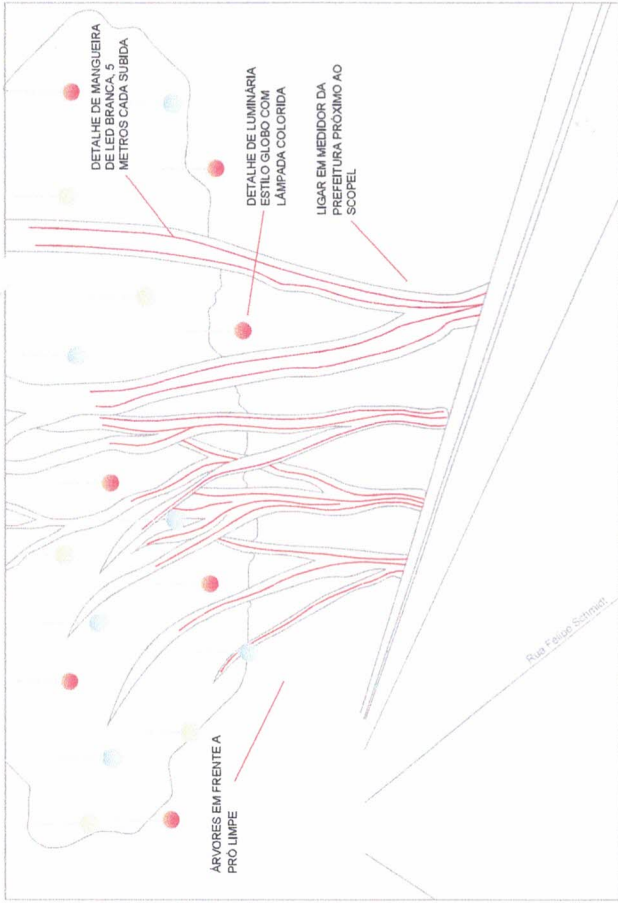 DETALHE DE MANGUEIRA
DE LED BRANCA, 5
METROS CADA SUBIDA
DETALHE DE LUMINÁRIA
ESTILO GLOBO COM
LÂMPADA COLORIDA
LIGAR EM MEDIDOR DA
PREFEITURA PRÓXIMO AO
SCOPEL
ÁRVORES EM FRENTE A
PRÓ LIMPE
Rua Felipe Schmidt